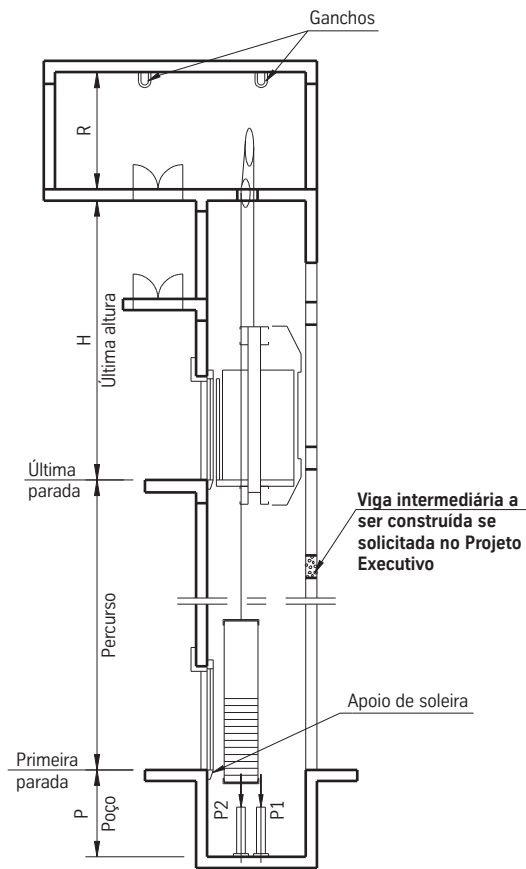 Ganchos
R
H
Última altura
Última
parada
Viga intermediária a
ser construída se
solicitada no Projeto
Executivo
Percurso
Apoio de soleira
Primeira
parada
P
Poço
P2
P1